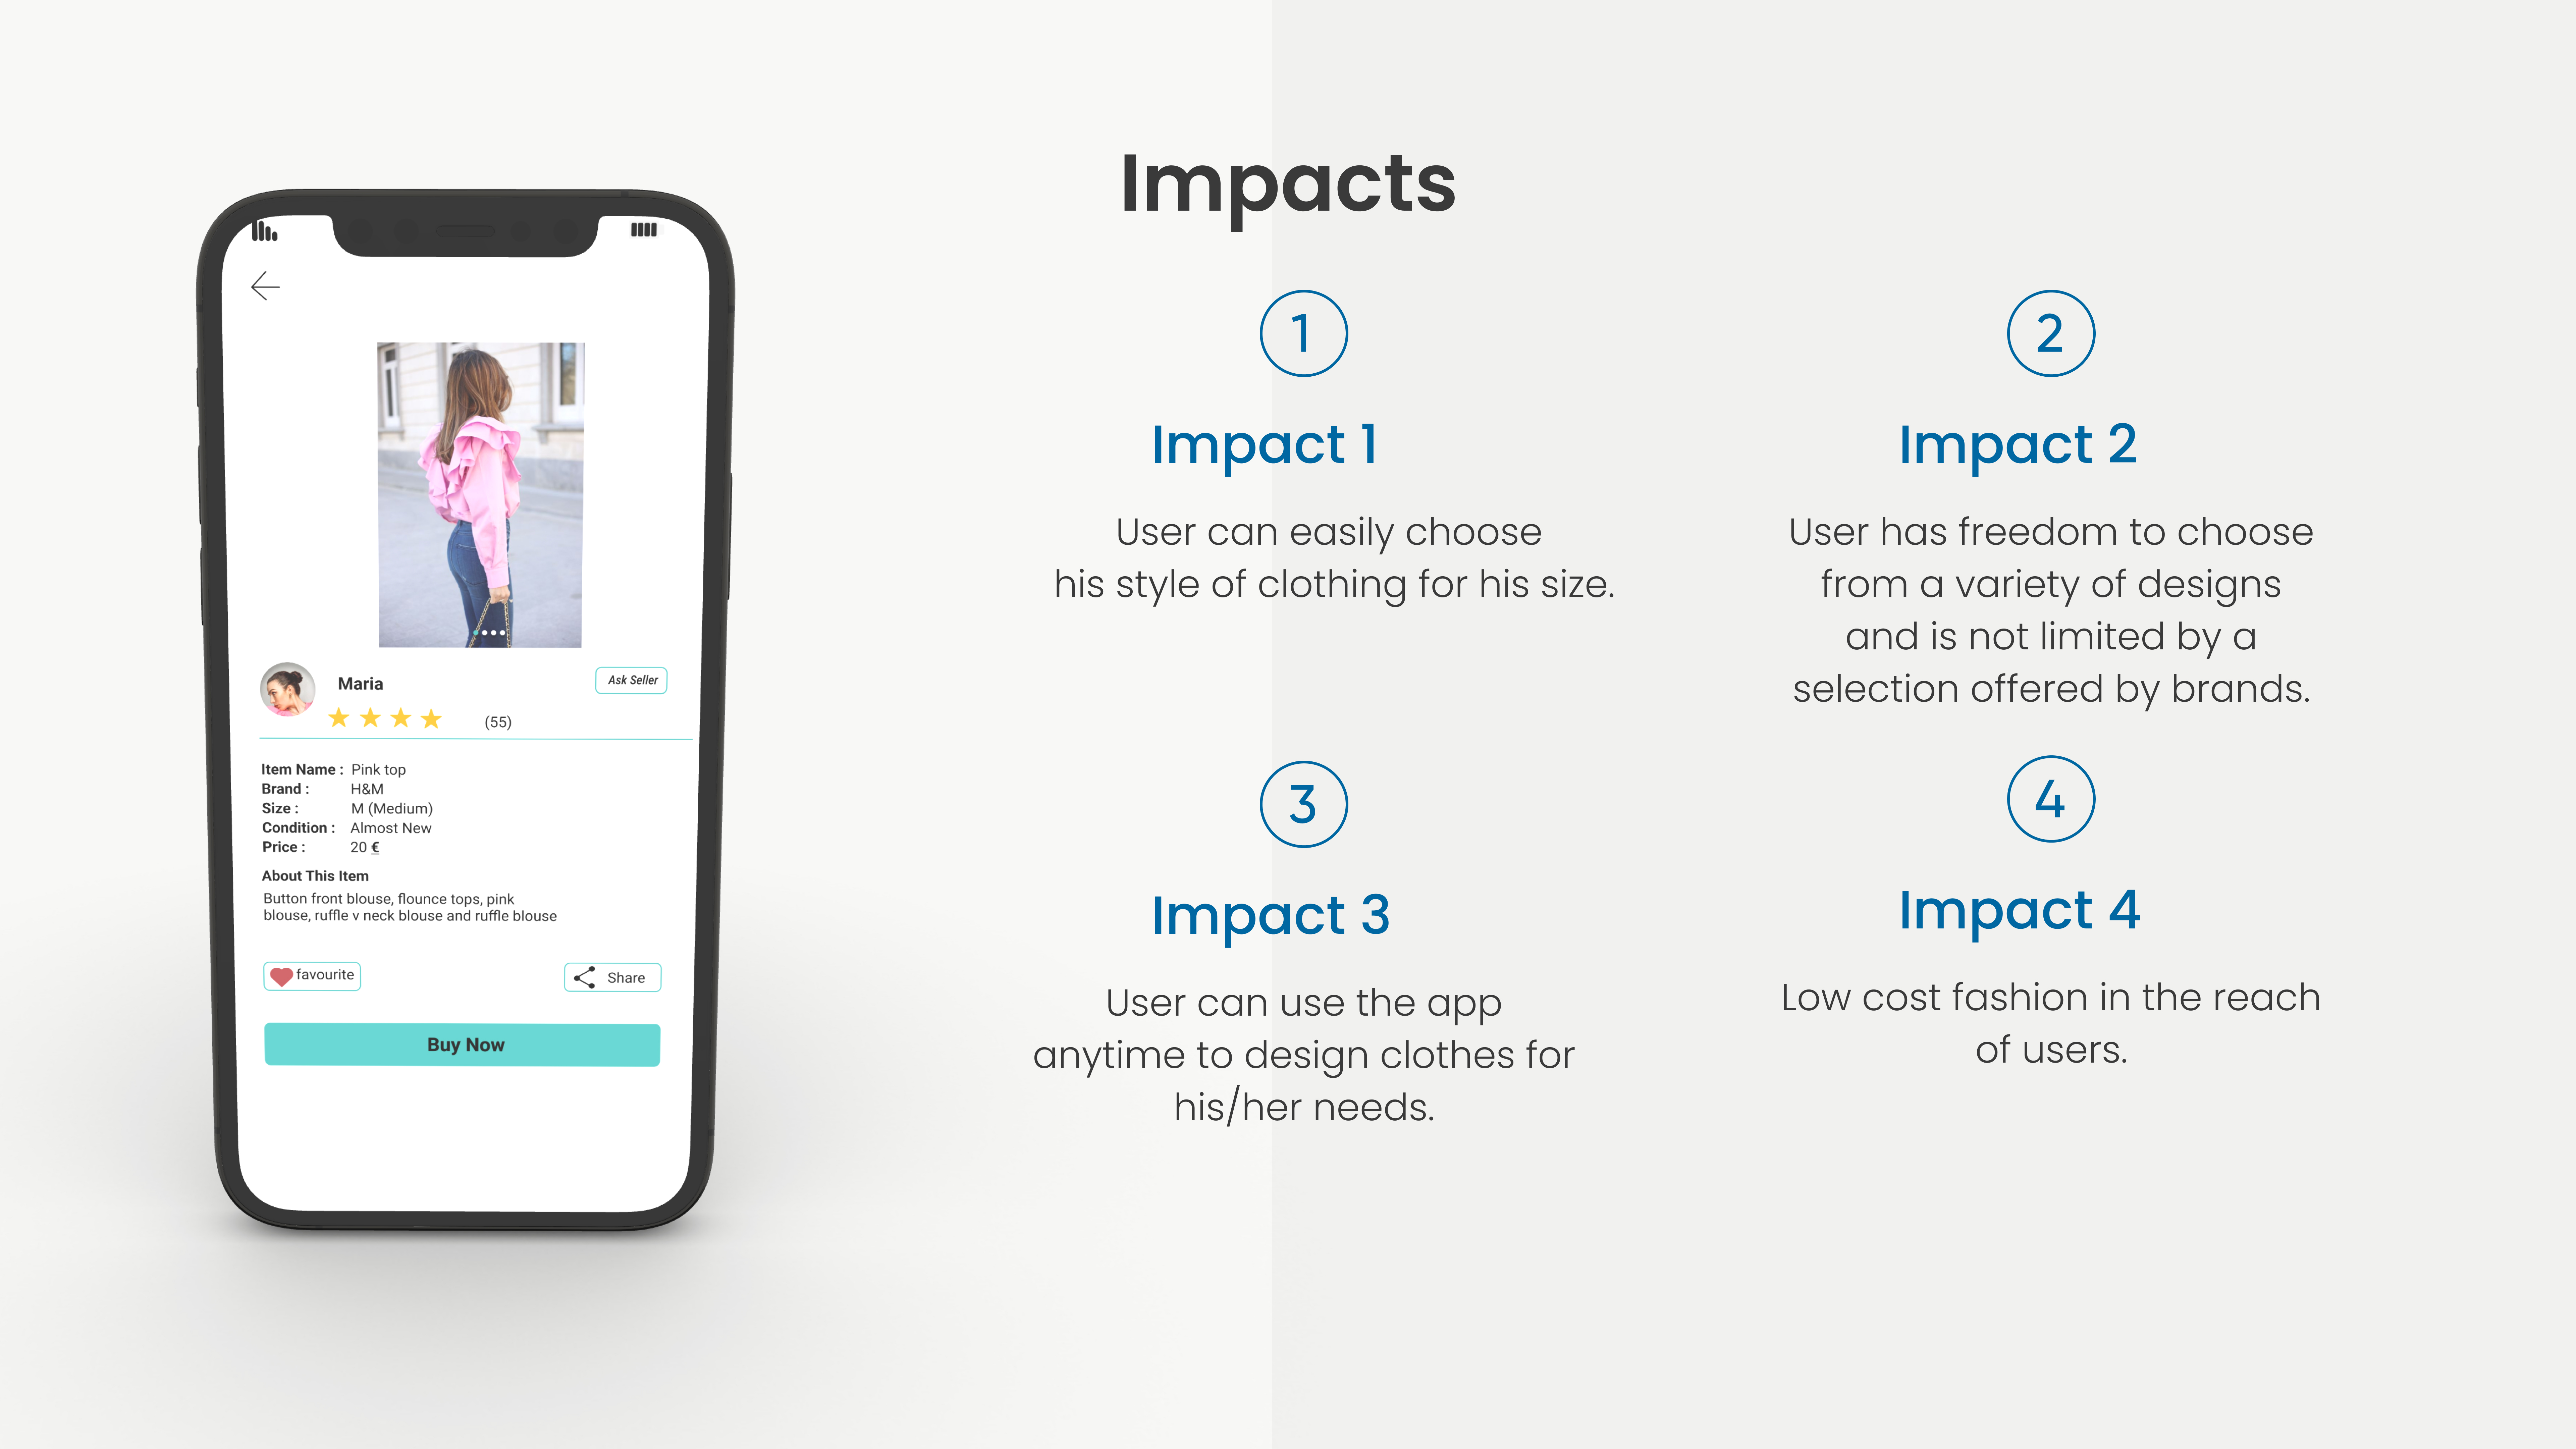 Maria
Ask Seller
(55)
Item Name : Pink top
Brand : H&M
Size : M (Medium)
Condition : Almost New
Price : 20 €
About This Item
Button front blouse, flounce tops, pink
blouse, ruffle v neck blouse and ruffle blouse
favourite
Share
Buy Now
Impacts
1
Impact 1
User can easily choose
his style of clothing for his size.
2
Impact 2
User has freedom to choose
from a variety of designs
and is not limited by a
selection offered by brands.
3
Impact 3
User can use the app
anytime to design clothes for
his/her needs.
4
Impact 4
Low cost fashion in the reach
of users.